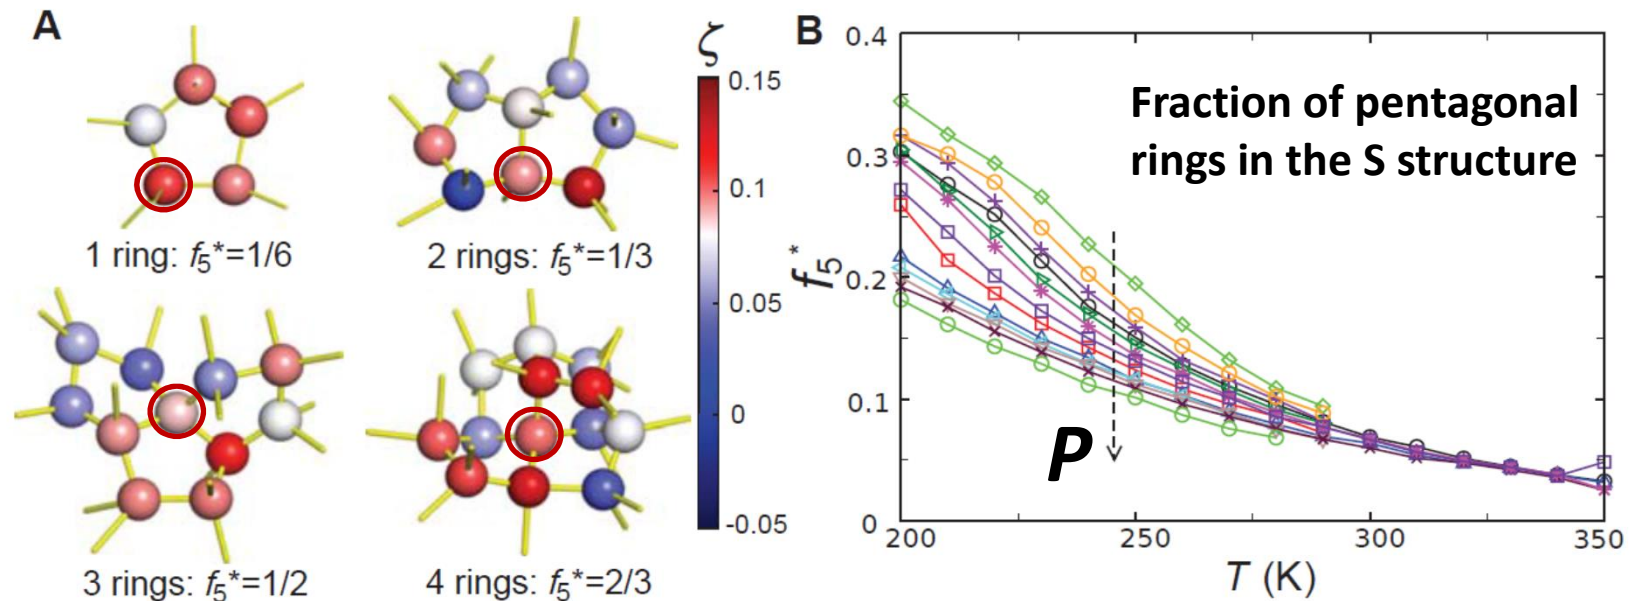 A
ζ
0.15
0.1
0.05
0
-0.05
1 ring: f5*=1/6
2 rings: f5*=1/3
3 rings: f5*=1/2
4 rings: f5*=2/3
B
Fraction of pentagonal
rings in the S structure
f5*
0.4
0.3
0.2
0.1
0
P
200
250
300
350
T (K)